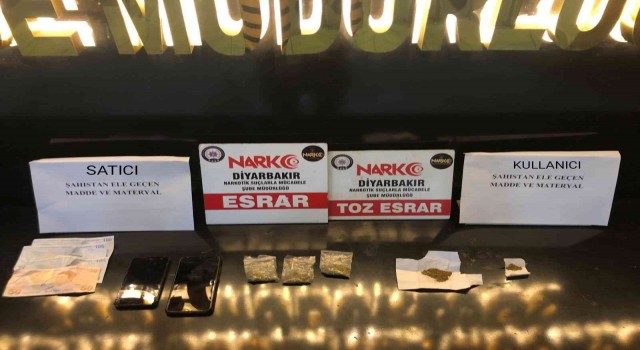 E MÜDÜRLÜĞ
SATICI
ŞAHISTAN ELE GEÇEN
MADDE VE MATERYAL
NARKO
DİYARBAKIR
NARKOTİK SUÇLARLA MÜCADELE
ŞUBE MÜDÜRLÜĞÜ
ESRAR
NARKO
DİYARBAKIR
NARKOTİK SUÇLARLA MÜCADELE
ŞUBE MÜDÜRLÜĞÜ
TOZ ESRAR
KULLANICI
ŞAHISTAN ELE GEÇEN
MADDE VE MATERYAL